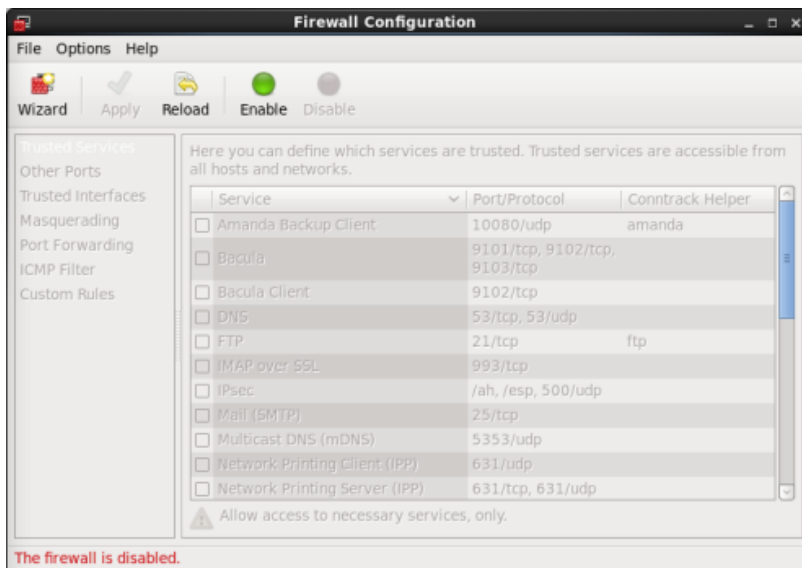 Firewall Configuration
File Options Help
Wizard Apply Reload Enable Disable
Trusted Services
Other Ports
Trusted Interfaces
Masquerading
Port Forwarding
ICMP Filter
Custom Rules
Here you can define which services are trusted. Trusted services are accessible from
all hosts and networks.
Service Port/Protocol Conntrack Helper
Amanda Backup Client 10080/udp amanda
Bacula 9101/tcp, 9102/tcp,
9103/tcp
Bacula Client 9102/tcp
DNS 53/tcp, 53/udp
FTP 21/tcp ftp
IMAP over SSL 993/tcp
IPsec /ah, /esp, 500/udp
Mail (SMTP) 25/tcp
Multicast DNS (mDNS) 5353/udp
Network Printing Client (IPP) 631/udp
Network Printing Server (IPP) 631/tcp, 631/udp
Allow access to necessary services, only.
The firewall is disabled.